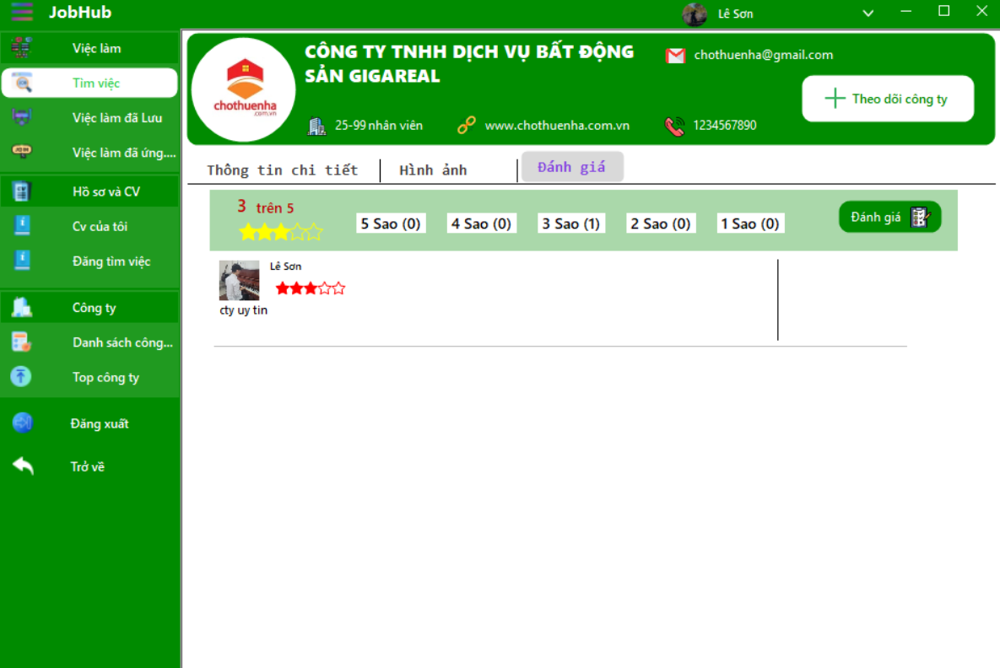 JobHub
Lê Sơn
Việc làm
Tìm việc
Việc làm đã Lưu
Việc làm đã ứng....
Hồ sơ và CV
Cv của tôi
Đăng tìm việc
Công ty
Danh sách công...
Top công ty
Đăng xuất
Trở về
chothuenha
.com.vn
CÔNG TY TNHH DỊCH VỤ BẤT ĐỘNG
SẢN GIGAREAL
25-99 nhân viên
www.chothuenha.com.vn
chothuenha@gmail.com
1234567890
Theo dõi công ty
Thông tin chi tiết
Hình ảnh
Đánh giá
3 trên 5
5 Sao (0)
4 Sao (0)
3 Sao (1)
2 Sao (0)
1 Sao (0)
Đánh giá
Lê Sơn
cty uy tin